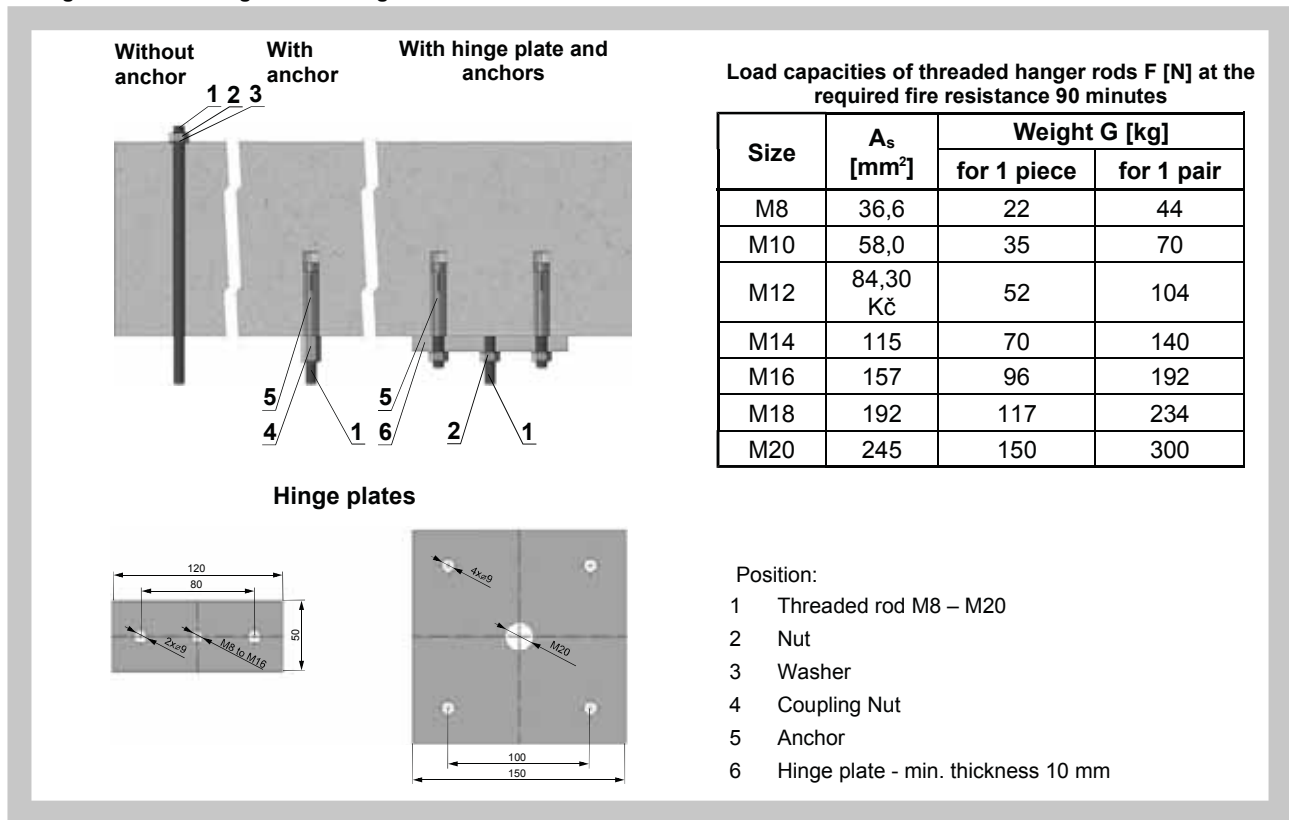 Without
anchor
With
anchor
With hinge plate and
anchors
1 2 3
5
4
1
5
6
2
1
Load capacities of threaded hanger rods F [N] at the
required fire resistance 90 minutes
Size Aₛ [mm²] Weight G [kg]
for 1 piece for 1 pair
M8 36,6 22 44
M10 58,0 35 70
M12 84,30 Kč 52 104
M14 115 70 140
M16 157 96 192
M18 192 117 234
M20 245 150 300
Hinge plates
120
80
50
2x⌀9
M8 to M16
4x⌀9
M20
100
150
Position:
1 Threaded rod M8 – M20
2 Nut
3 Washer
4 Coupling Nut
5 Anchor
6 Hinge plate - min. thickness 10 mm